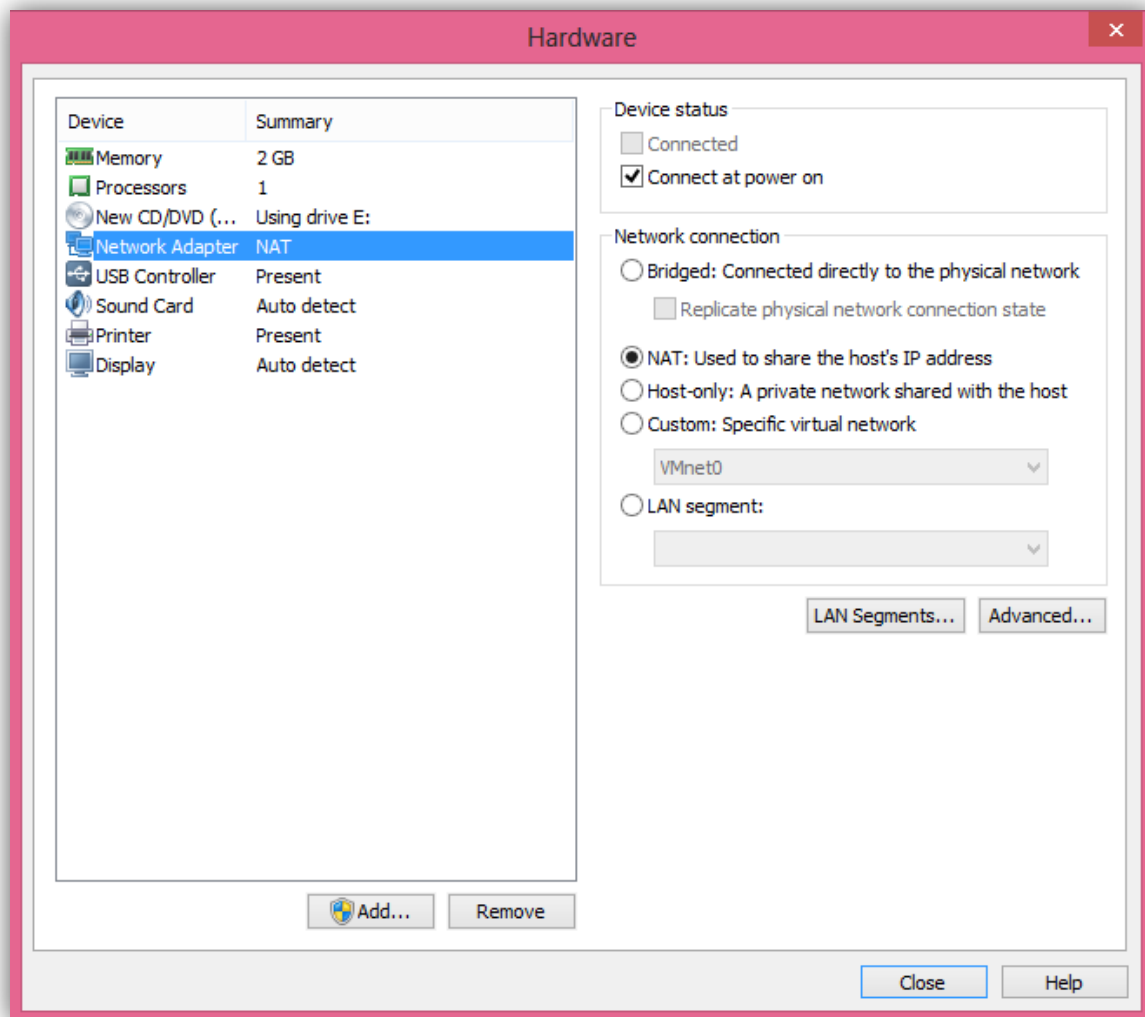 Hardware
Device Summary
Memory 2 GB
Processors 1
New CD/DVD (... Using drive E:
Network Adapter NAT
USB Controller Present
Sound Card Auto detect
Printer Present
Display Auto detect
Add... Remove
Device status
Connected
Connect at power on
Network connection
Bridged: Connected directly to the physical network
Replicate physical network connection state
NAT: Used to share the host's IP address
Host-only: A private network shared with the host
Custom: Specific virtual network
VMnet0
LAN segment:
LAN Segments... Advanced...
Close Help